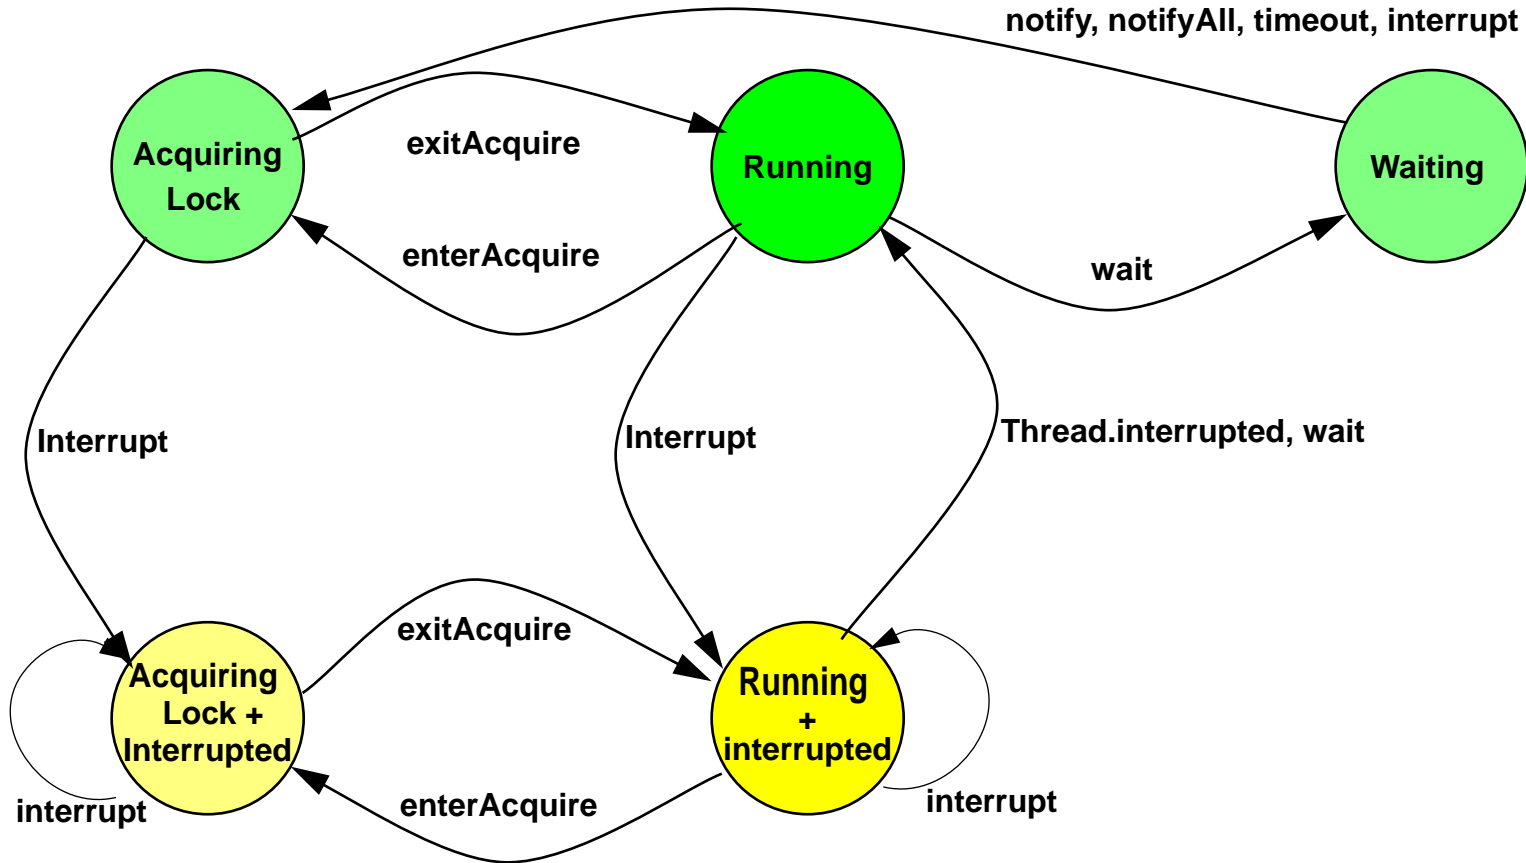 notify, notifyAll, timeout, interrupt
Acquiring
Lock
exitAcquire
Running
Waiting
enterAcquire
wait
Interrupt
Interrupt
Thread.interrupted, wait
exitAcquire
Acquiring
Lock +
Interrupted
Running
+
interrupted
interrupt
enterAcquire
interrupt